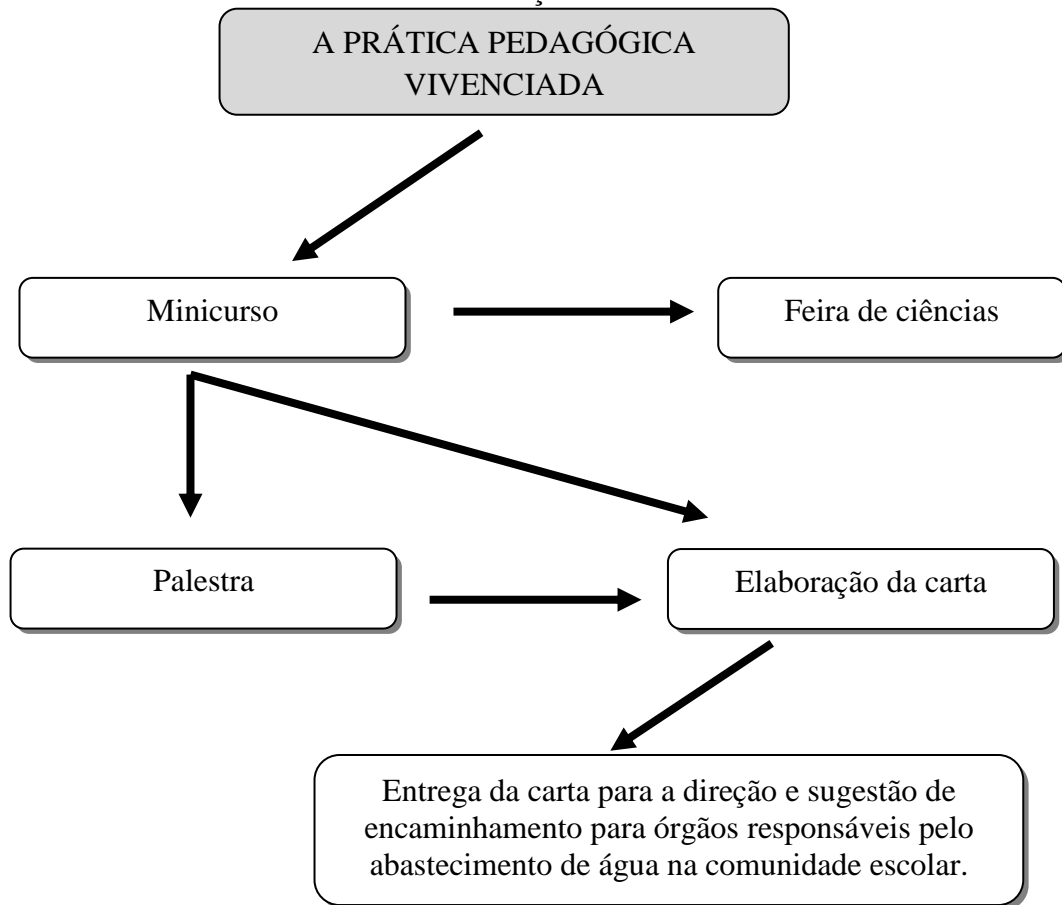 A PRÁTICA PEDAGÓGICA
VIVENCIADA
Minicurso
Feira de ciências
Palestra
Elaboração da carta
Entrega da carta para a direção e sugestão de
encaminhamento para órgãos responsáveis pelo
abastecimento de água na comunidade escolar.